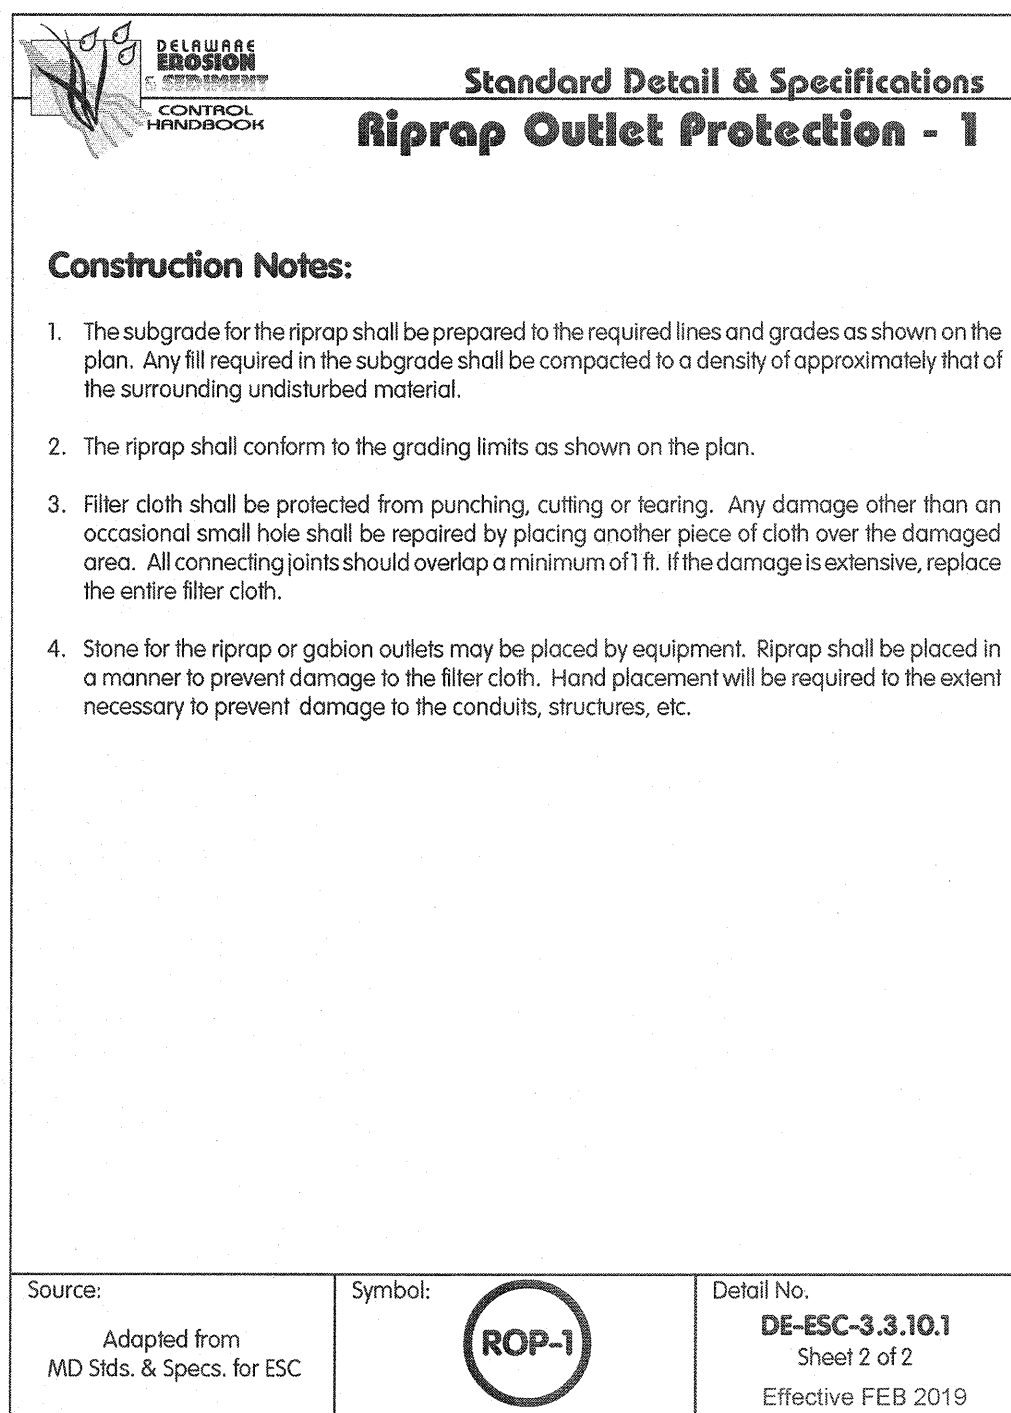 DELAWARE
EROSION
& SEDIMENT
CONTROL
HANDBOOK
Standard Detail & Specifications
Riprap Outlet Protection - 1
Construction Notes:
1. The subgrade for the riprap shall be prepared to the required lines and grades as shown on the
plan. Any fill required in the subgrade shall be compacted to a density of approximately that of
the surrounding undisturbed material.
2. The riprap shall conform to the grading limits as shown on the plan.
3. Filter cloth shall be protected from punching, cutting or tearing. Any damage other than an
occasional small hole shall be repaired by placing another piece of cloth over the damaged
area. All connecting joints should overlap a minimum of 1 ft. If the damage is extensive, replace
the entire filter cloth.
4. Stone for the riprap or gabion outlets may be placed by equipment. Riprap shall be placed in
a manner to prevent damage to the filter cloth. Hand placement will be required to the extent
necessary to prevent damage to the conduits, structures, etc.
Source:
Adapted from
MD Stds. & Specs. for ESC
Symbol:
ROP-1
Detail No.
DE-ESC-3.3.10.1
Sheet 2 of 2
Effective FEB 2019